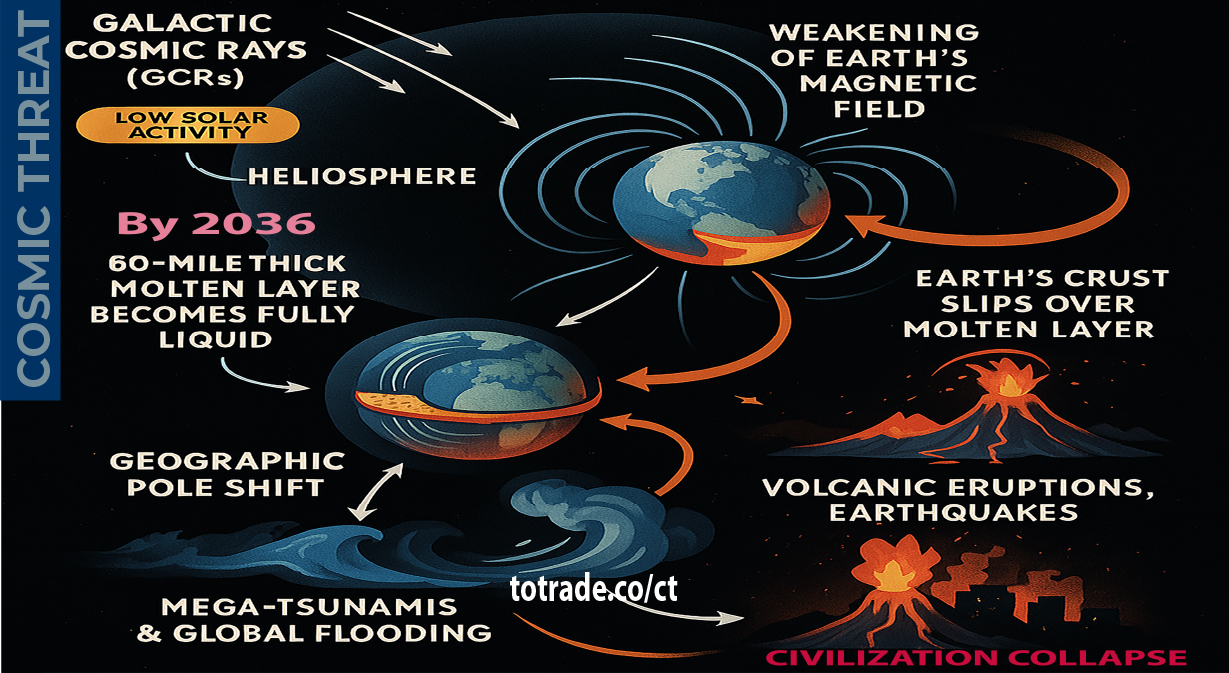 COSMIC THREAT
GALACTIC
COSMIC RAYS
(GCRs)
LOW SOLAR
ACTIVITY
HELIOSPHERE
WEAKENING
OF EARTH'S
MAGNETIC
FIELD
By 2036
60-MILE THICK
MOLTEN LAYER
BECOMES FULLY
LIQUID
EARTH'S CRUST
SLIPS OVER
MOLTEN LAYER
GEOGRAPHIC
POLE SHIFT
VOLCANIC ERUPTIONS,
EARTHQUAKES
totrade.co/ct
MEGA-TSUNAMIS
& GLOBAL FLOODING
CIVILIZATION COLLAPSE